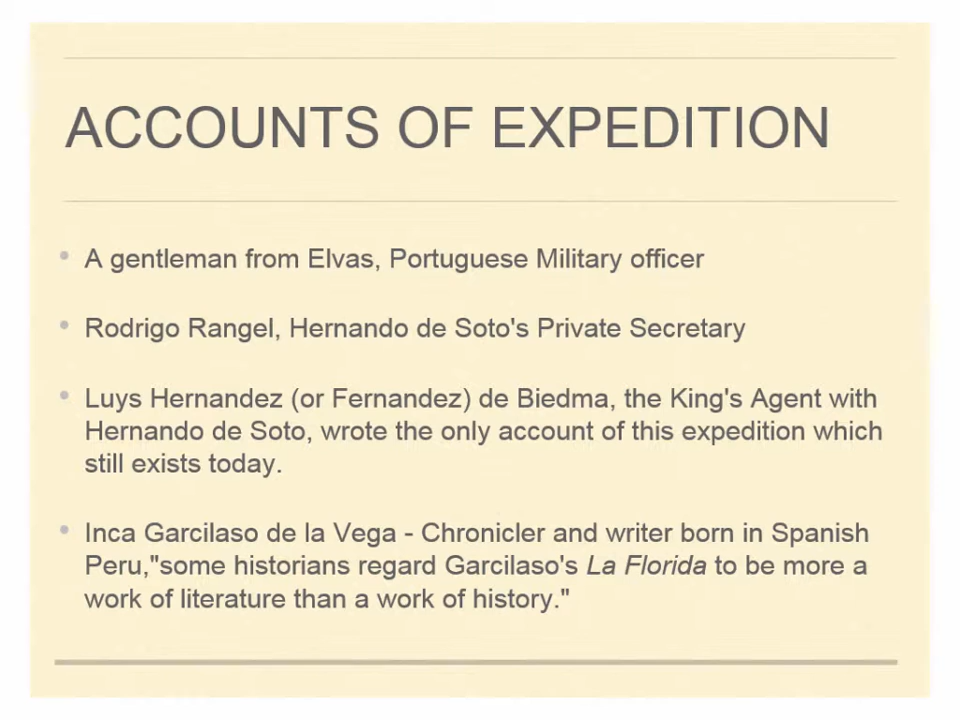 ACCOUNTS OF EXPEDITION
• A gentleman from Elvas, Portuguese Military officer
• Rodrigo Rangel, Hernando de Soto's Private Secretary
• Luys Hernandez (or Fernandez) de Biedma, the King's Agent with
Hernando de Soto, wrote the only account of this expedition which
still exists today.
• Inca Garcilaso de la Vega - Chronicler and writer born in Spanish
Peru,"some historians regard Garcilaso's La Florida to be more a
work of literature than a work of history."